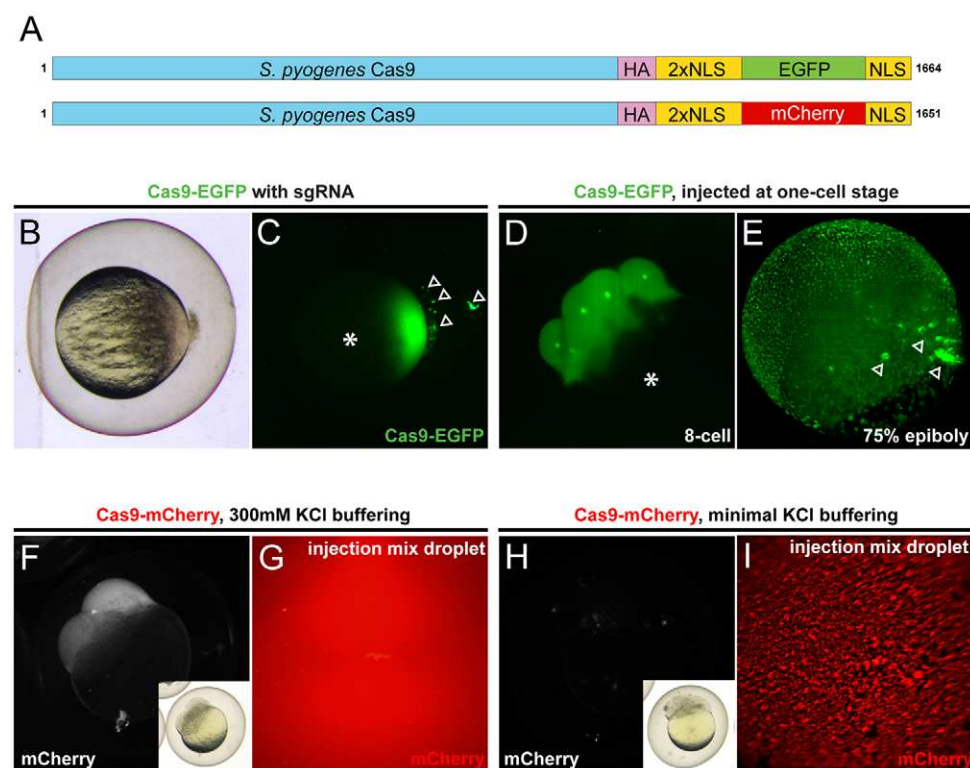 A
1 S. pyogenes Cas9 HA 2xNLS EGFP NLS 1664
1 S. pyogenes Cas9 HA 2xNLS mCherry NLS 1651
Cas9-EGFP with sgRNA
Cas9-EGFP, injected at one-cell stage
B
C
*
Cas9-EGFP
D
*
8-cell
E
75% epiboly
Cas9-mCherry, 300mM KCl buffering
Cas9-mCherry, minimal KCl buffering
F
mCherry
G
injection mix droplet
mCherry
H
mCherry
I
injection mix droplet
mCherry